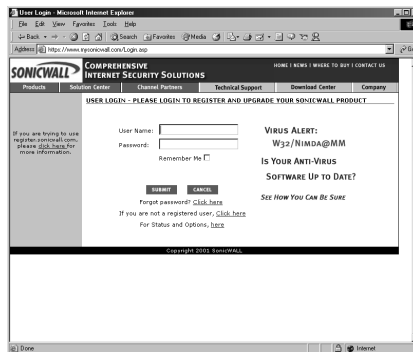 User Login - Microsoft Internet Explorer
File Edit View Favorites Tools Help
Back Search Favorites Media
Address https://www.mysonicwall.com/Login.asp
SONICWALL
COMPREHENSIVE
INTERNET SECURITY SOLUTIONS
HOME | NEWS | WHERE TO BUY | CONTACT US
Products Solution Center Channel Partners Technical Support Download Center Company
USER LOGIN - PLEASE LOGIN TO REGISTER AND UPGRADE YOUR SONICWALL PRODUCT
If you are trying to use
register.sonicwall.com,
please click here for
more information.
User Name:
Password:
Remember Me
SUBMIT CANCEL
Forgot password? Click here
If you are not a registered user, Click here
For Status and Options, here
VIRUS ALERT:
W32/NIMDA@MM
IS YOUR ANTI-VIRUS
SOFTWARE UP TO DATE?
SEE HOW YOU CAN BE SURE
Copyright 2001 SonicWALL
Done Internet